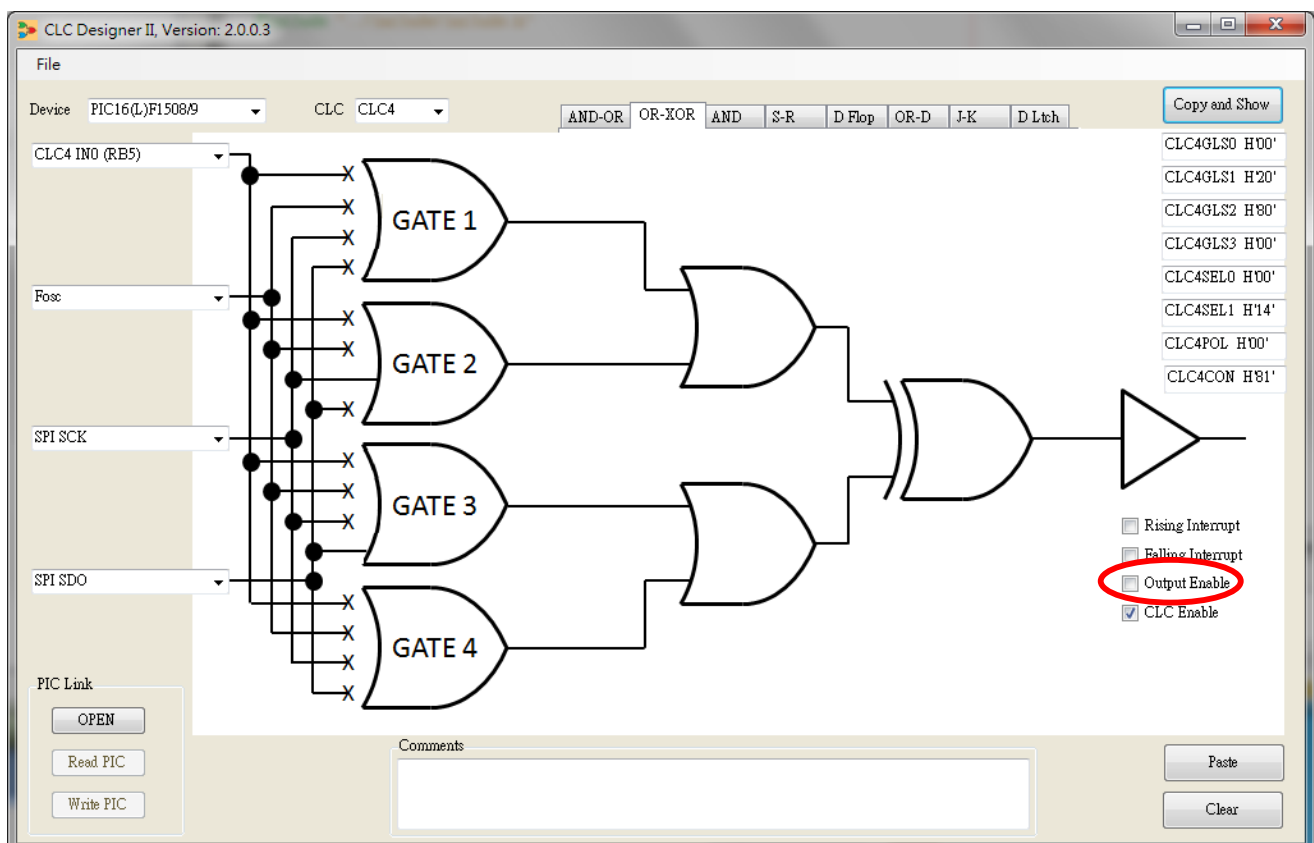 CLC Designer II, Version: 2.0.0.3
File
Device PIC16(L)F1508/9 CLC CLC4
AND-OR OR-XOR AND S-R D Flop OR-D J-K D Ltch
Copy and Show
CLC4 IN0 (RB5)
Fosc
SPI SCK
SPI SDO
X
X
X
X
GATE 1
X
X
GATE 2
X
X
X
X
GATE 3
X
X
X
X
GATE 4
CLC4GLS0 H'00'
CLC4GLS1 H'20'
CLC4GLS2 H'80'
CLC4GLS3 H'00'
CLC4SEL0 H'00'
CLC4SEL1 H'14'
CLC4POL H'00'
CLC4CON H'81'
Rising Interrupt
Falling Interrupt
Output Enable
CLC Enable
PIC Link
OPEN
Read PIC
Write PIC
Comments
Paste
Clear